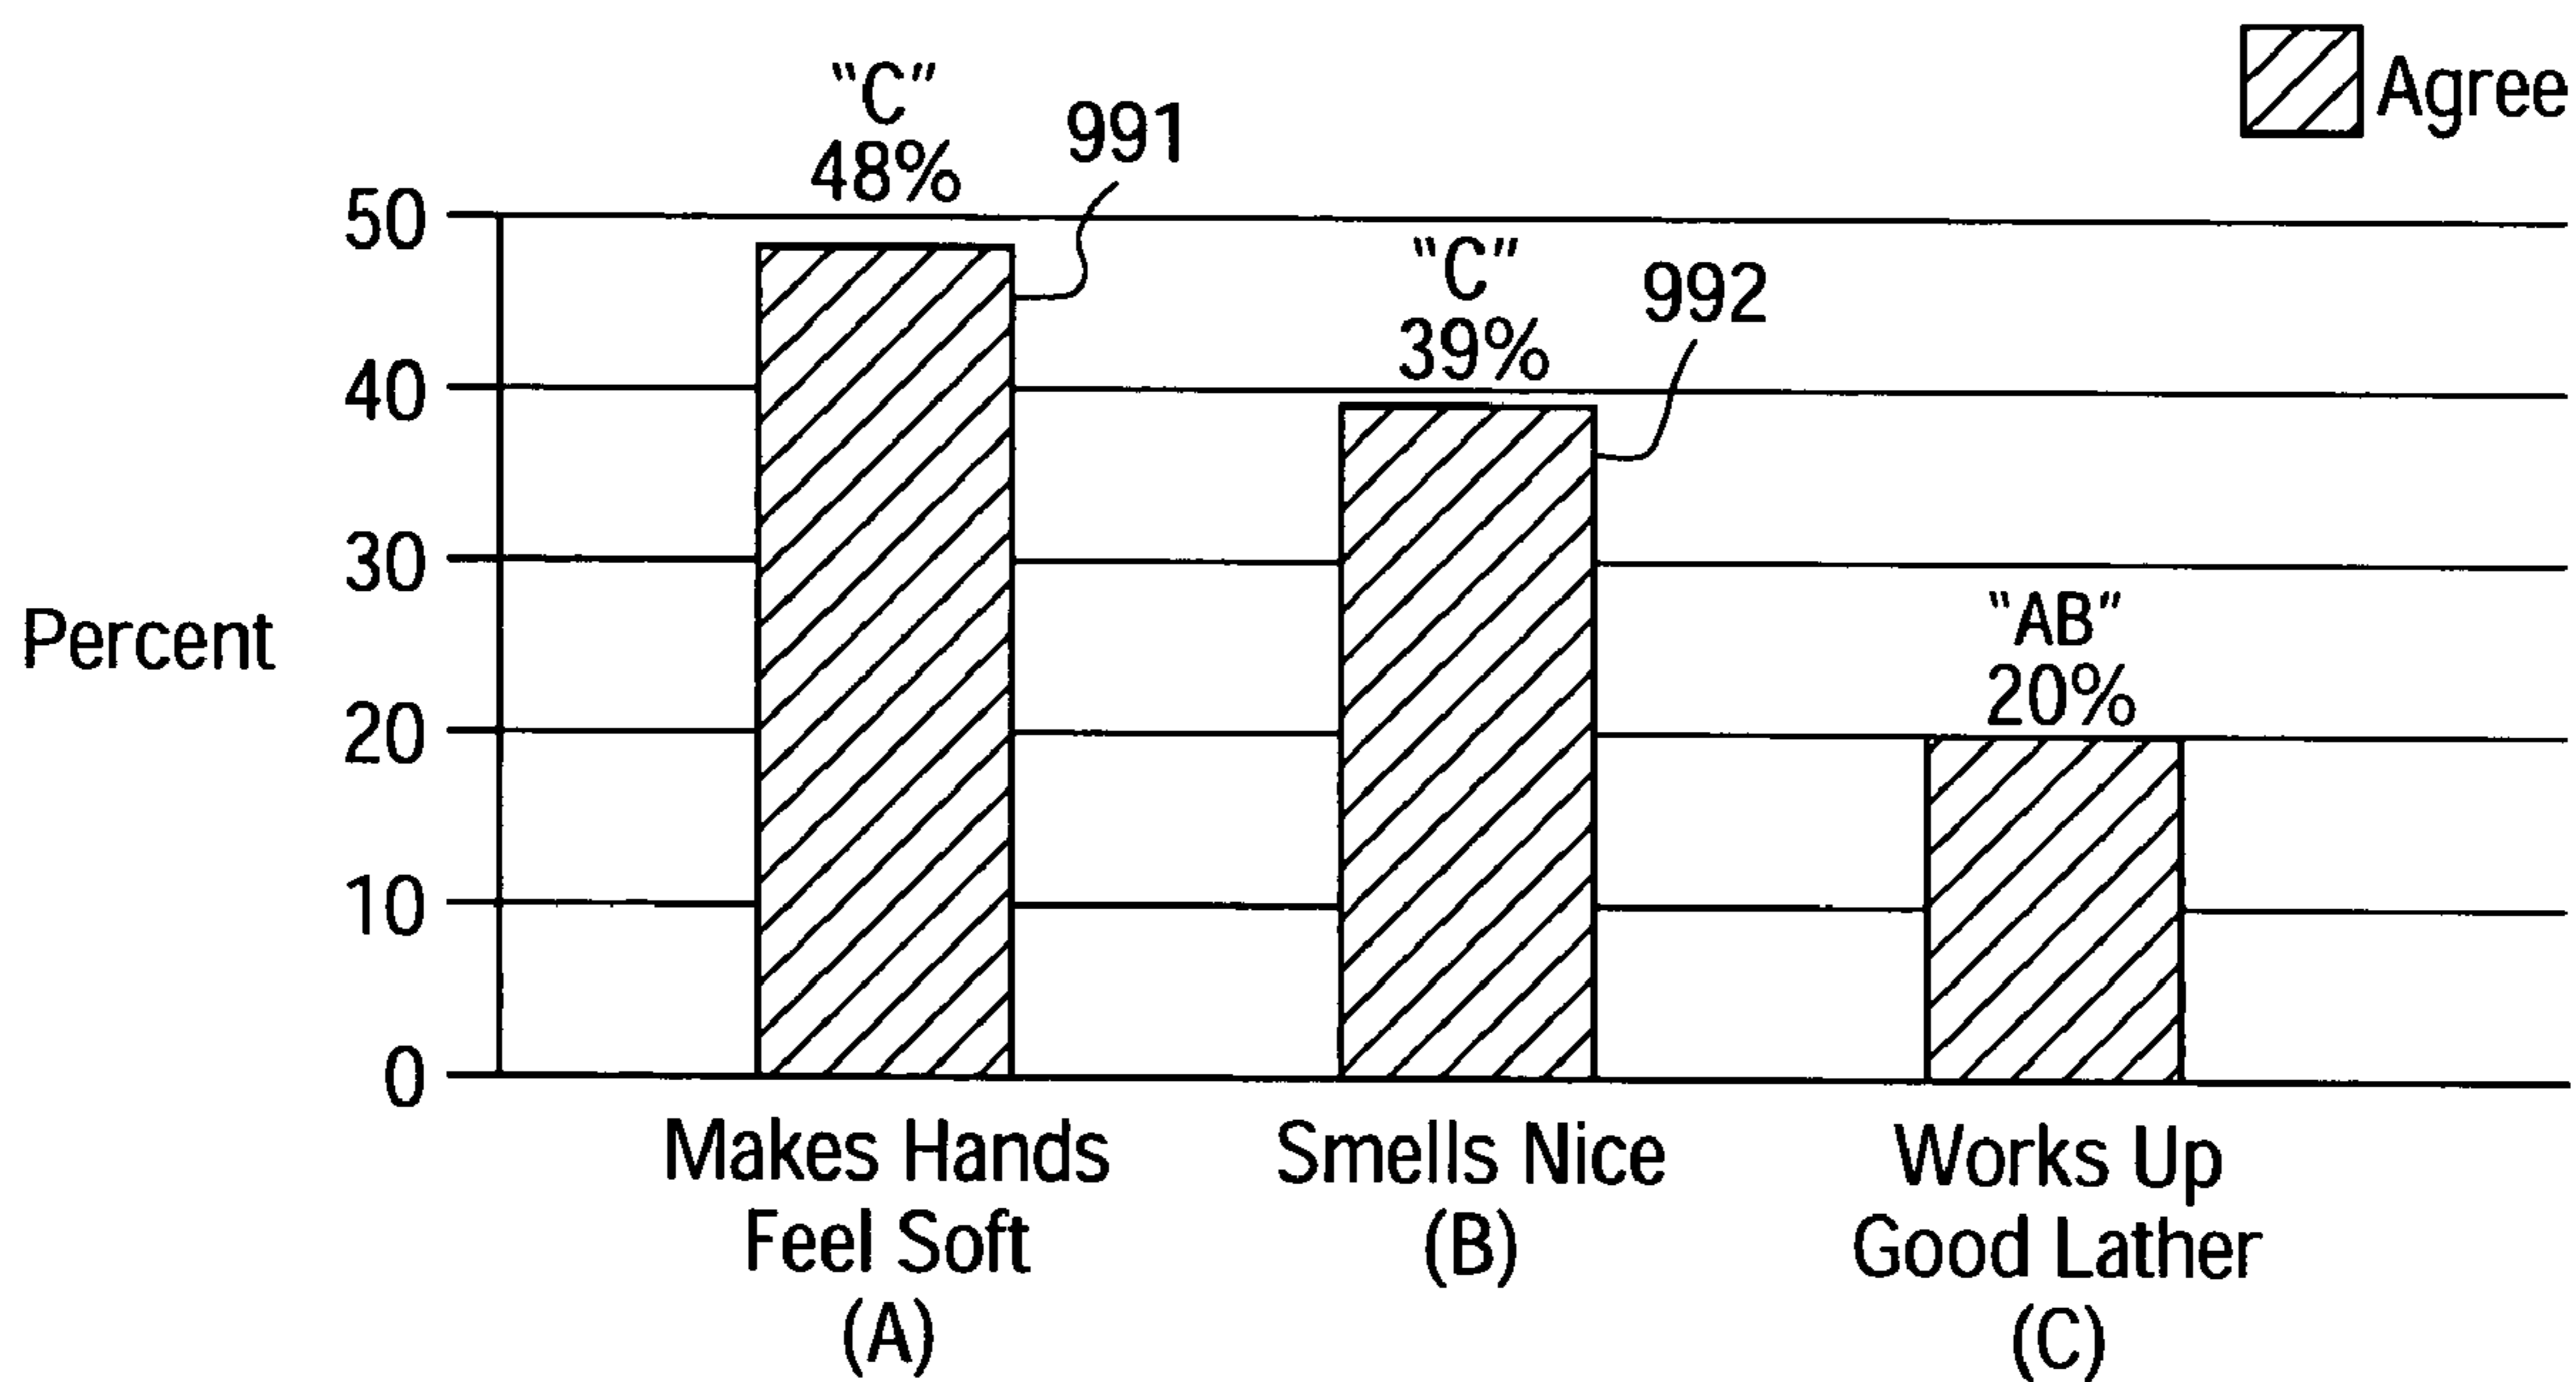 Agree
"C"
48%
991
"C"
39%
992
"AB"
20%
Percent
50
40
30
20
10
0
Makes Hands
Feel Soft
(A)
Smells Nice
(B)
Works Up
Good Lather
(C)